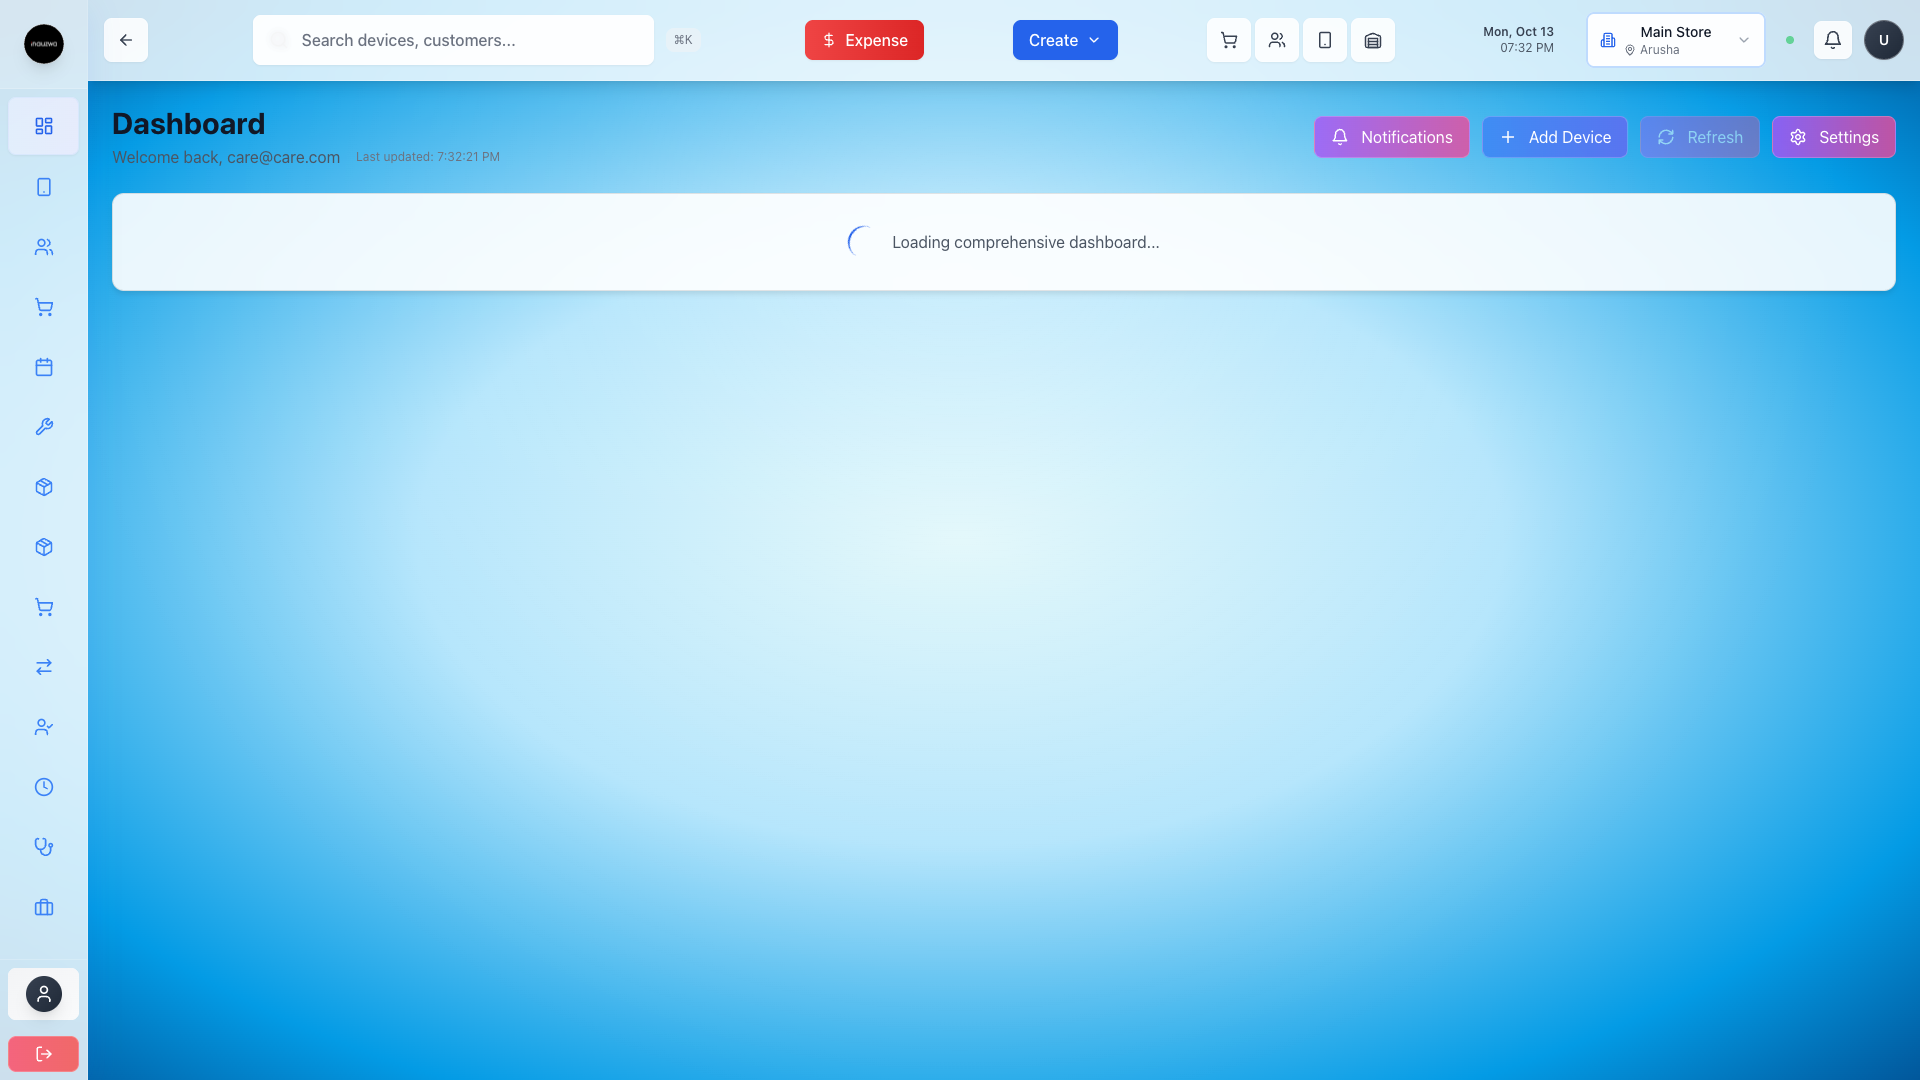 Search devices, customers...
⌘K
Expense
Create
Mon, Oct 13
07:32 PM
Main Store
Arusha
U
Dashboard
Welcome back, care@care.com
Last updated: 7:32:21 PM
Notifications
Add Device
Refresh
Settings
Loading comprehensive dashboard...